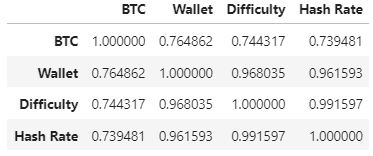 BTC Wallet Difficulty Hash Rate
BTC 1.000000 0.764862 0.744317 0.739481
Wallet 0.764862 1.000000 0.968035 0.961593
Difficulty 0.744317 0.968035 1.000000 0.991597
Hash Rate 0.739481 0.961593 0.991597 1.000000